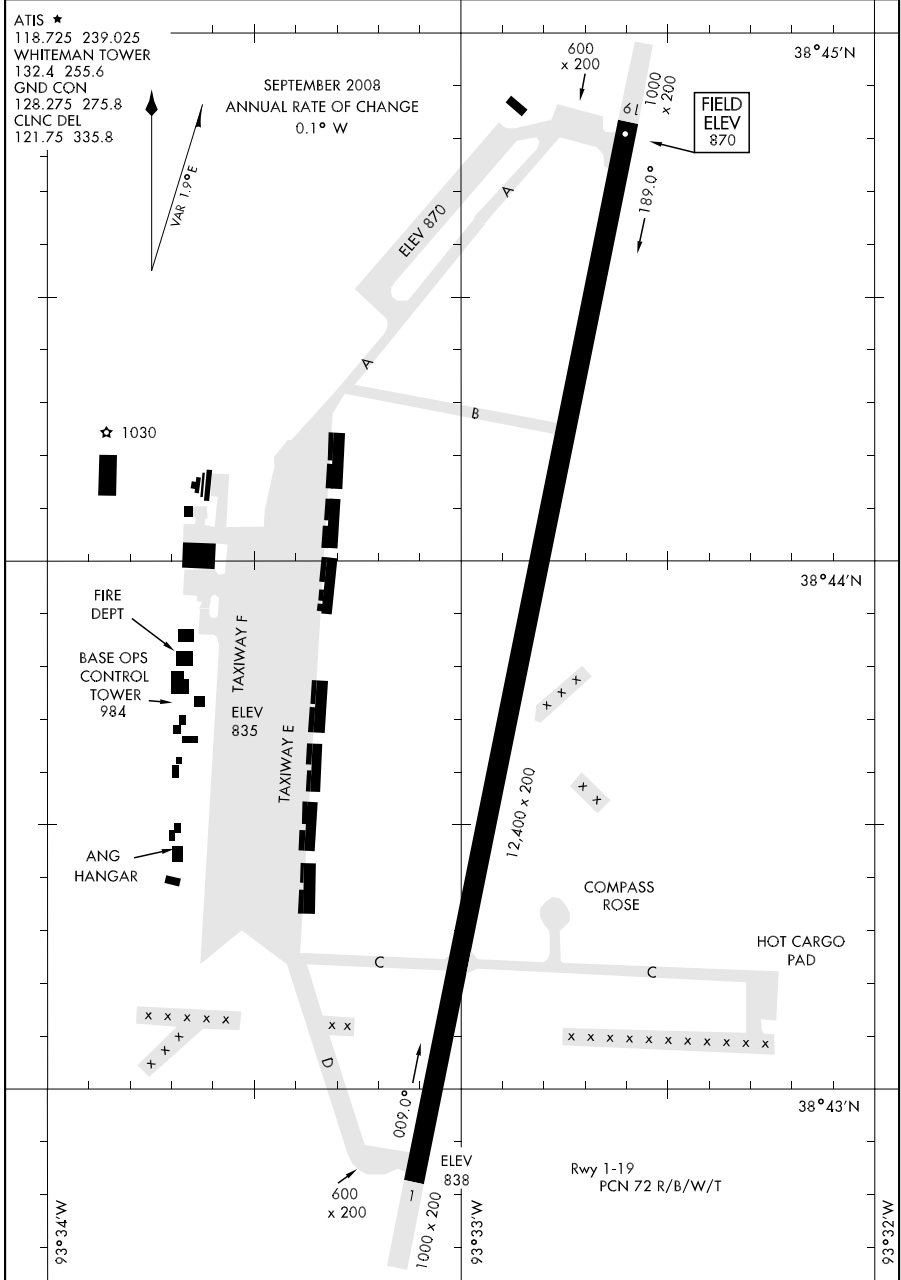 ATIS ★
118.725 239.025
WHITEMAN TOWER
132.4 255.6
GND CON
128.275 275.8
CLNC DEL
121.75 335.8
SEPTEMBER 2008
ANNUAL RATE OF CHANGE
0.1° W
VAR 1.9° E
600
x 200
1000
x 200
38°45'N
19
FIELD
ELEV
870
189.0°
A
ELEV 870
A
B
1030
38°44'N
FIRE
DEPT
BASE OPS
CONTROL
TOWER
984
TAXIWAY F
ELEV
835
TAXIWAY E
x x x
x x
12,400 x 200
ANG
HANGAR
COMPASS
ROSE
HOT CARGO
PAD
C
C
x x x x x
x x x
x x
x x x x x x x x x x x
D
009.0°
38°43'N
ELEV
838
1
600
x 200
1000 x 200
Rwy 1-19
PCN 72 R/B/W/T
93°34'W
93°33'W
93°32'W